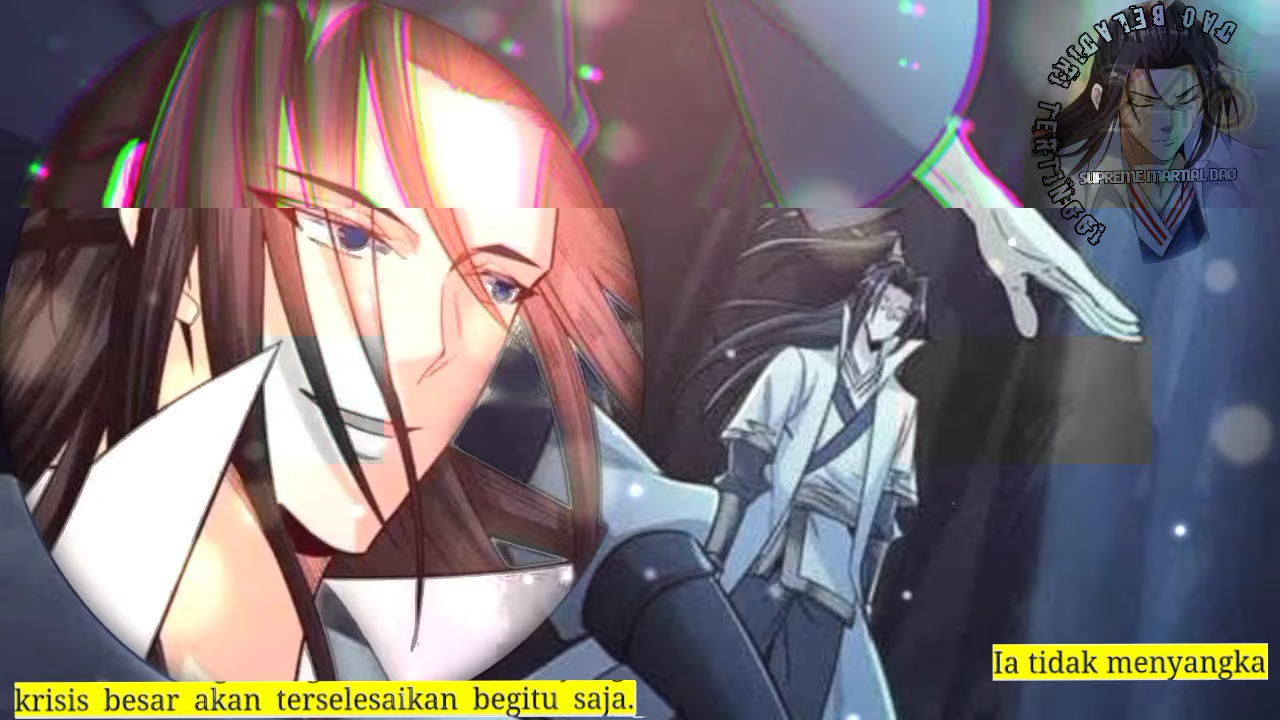 DAO BELADIRI TERTINGGI
SUPREME MARTIAL DAO
Ia tidak menyangka
krisis besar akan terselesaikan begitu saja.